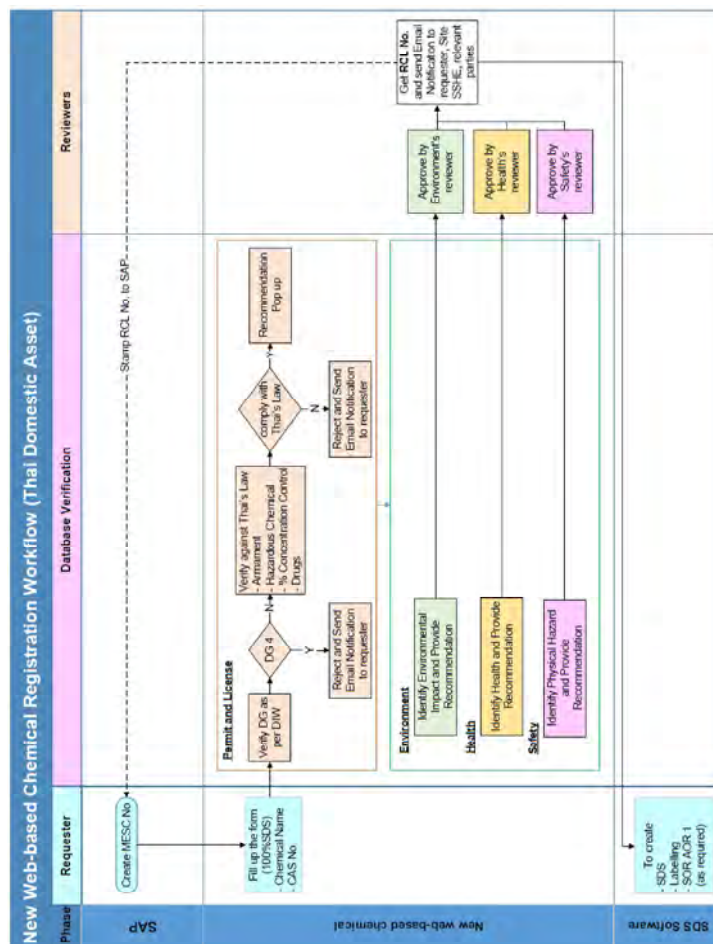 New Web-based Chemical Registration Workflow (Thai Domestic Asset)
Phase
Requester
Database Verification
Reviewers
SAP
Create MESC No
Stamp RCL No. to SAP
New web-based chemical
Fill up the form
(100%SDS)
- Chemical Name
- CAS No.
Permit and License
Verify DG as
per DIW
DG 4
N
Y
Reject and Send
Email Notification
to requester
Verify against Thai's Law
- Armament
- Hazardous Chemical
- % Concentration Control
- Drugs
comply with
Thai's Law
Y
N
Reject and Send
Email Notification
to requester
Recommendation
Pop up
Environment
Identify Environmental
Impact and Provide
Recommendation
Health
Identify Health and Provide
Recommendation
Safety
Identify Physical Hazard
and Provide
Recommendation
Approve by
Environment's
reviewer
Approve by
Health's
reviewer
Approve by
Safety's
reviewer
Get RCL No.
and send Email
Notification to
requester, Site
SSHE, relevant
parties
SDS Software
To create
- SDS
- Labelling
- SOR AOR 1
(as required)